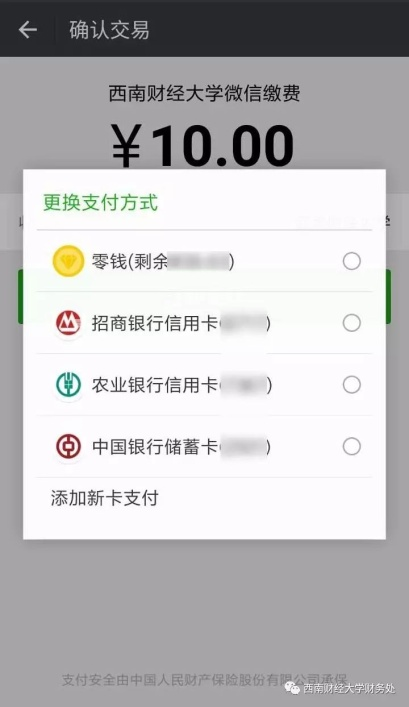 确认交易
西南财经大学微信缴费
￥10.00
更换支付方式
零钱(剩余)
招商银行信用卡
农业银行信用卡)
中国银行储蓄卡)
添加新卡支付
支付安全由中国人民财产保险股份有限公司承保
西南财经大学财务处